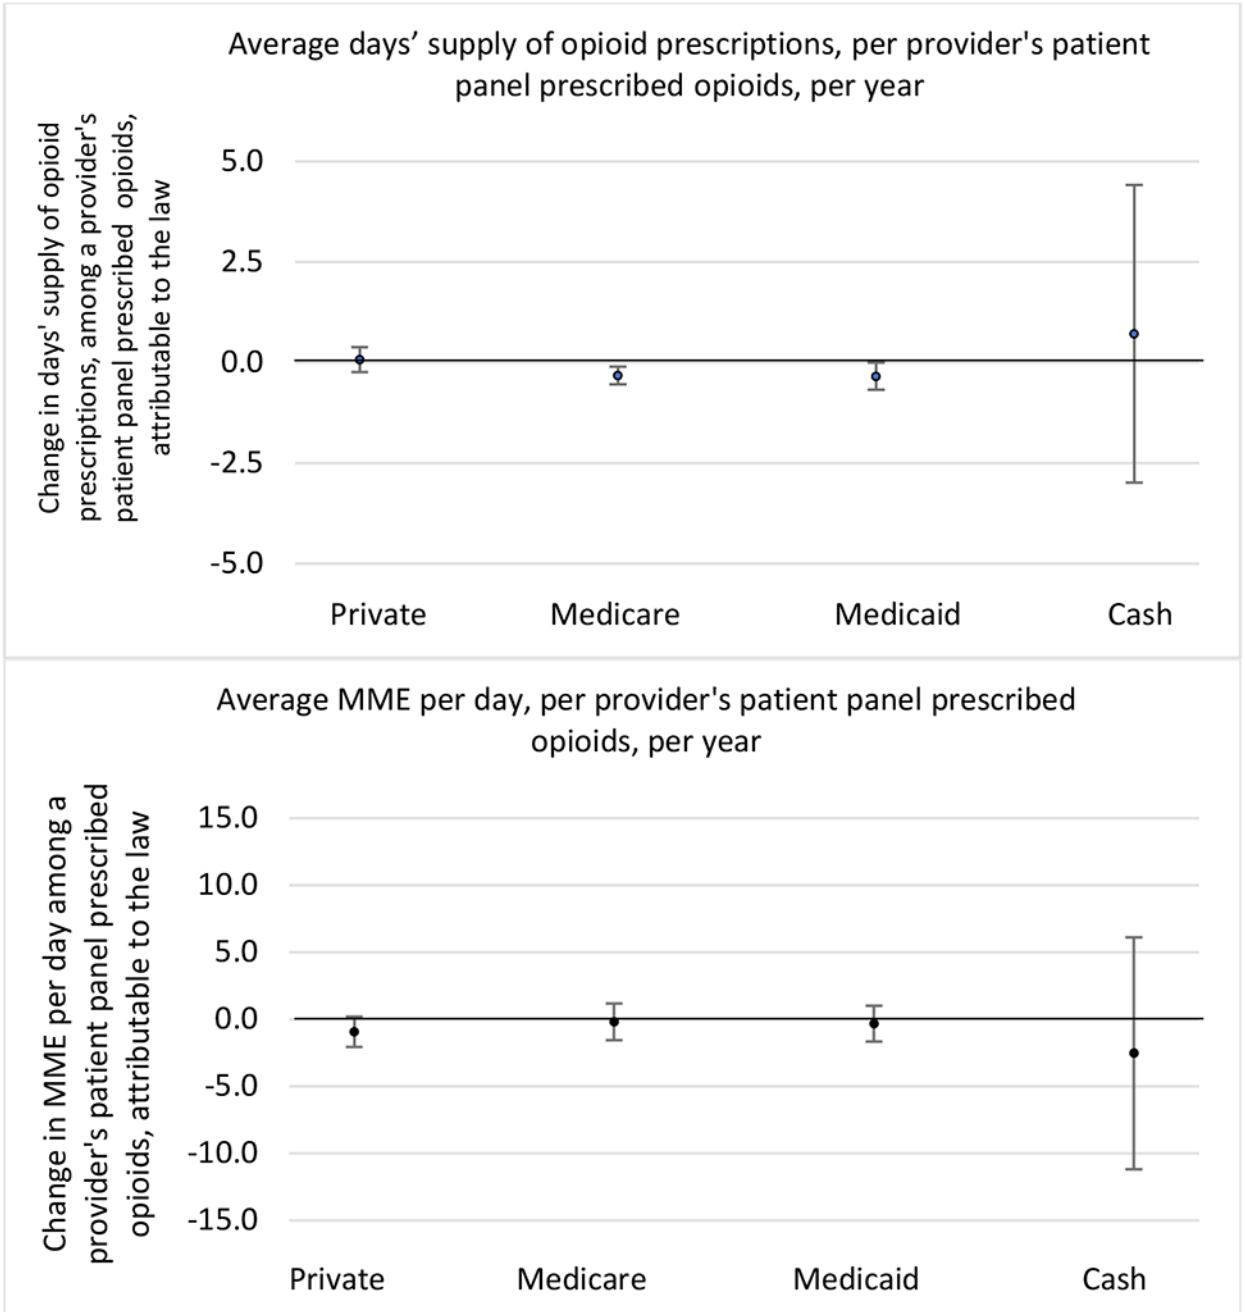 Average days’ supply of opioid prescriptions, per provider's patient
panel prescribed opioids, per year
Change in days' supply of opioid
prescriptions, among a provider's
patient panel prescribed opioids,
attributable to the law
5.0
2.5
0.0
-2.5
-5.0
Private Medicare Medicaid Cash
Average MME per day, per provider's patient panel prescribed
opioids, per year
Change in MME per day among a
provider's patient panel prescribed
opioids, attributable to the law
15.0
10.0
5.0
0.0
-5.0
-10.0
-15.0
Private Medicare Medicaid Cash